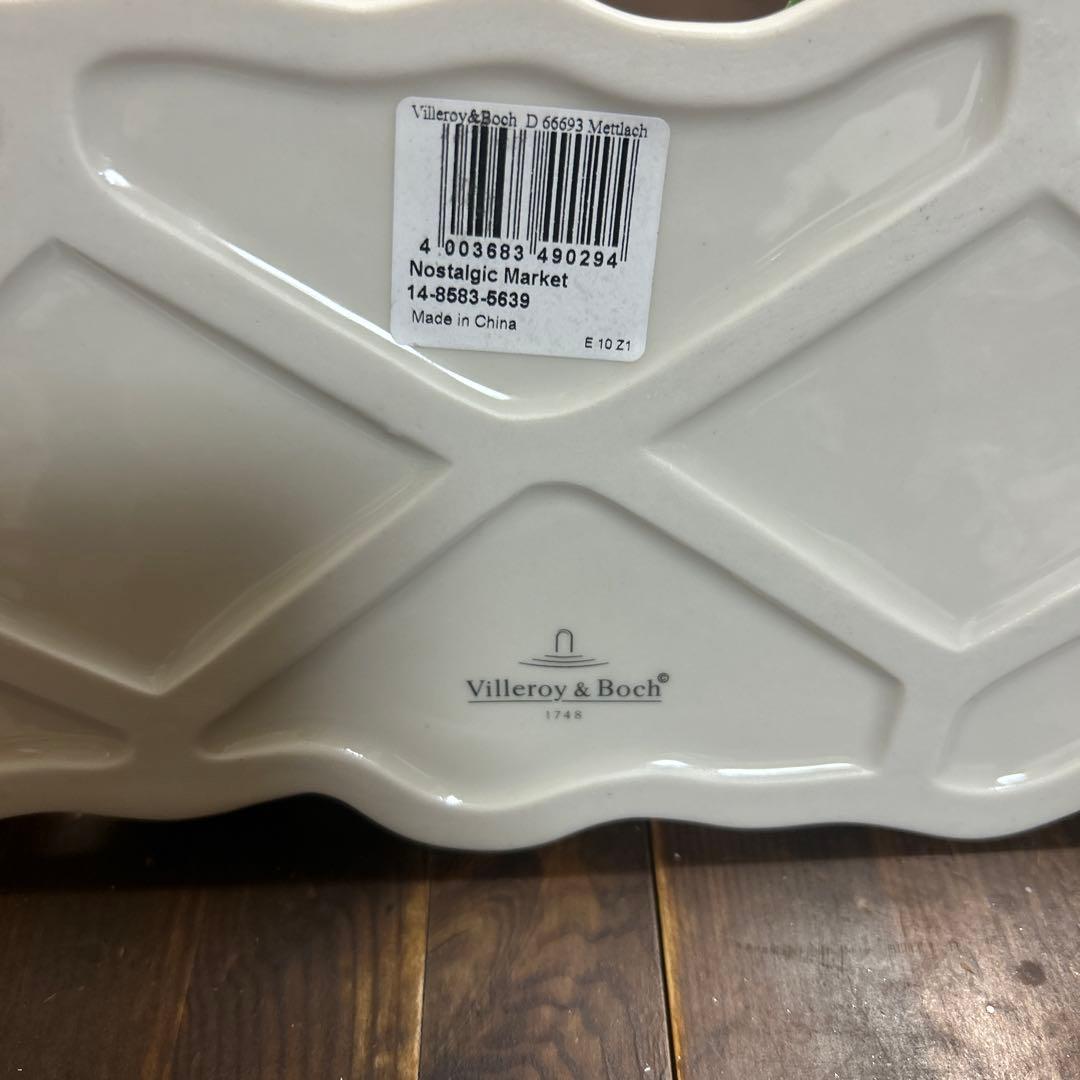 Villeroy&Boch D 66693 Mettlach
4 003683 490294
Nostalgic Market
14-8583-5639
Made in China
E 10 Z1
Villeroy & Boch©
1748